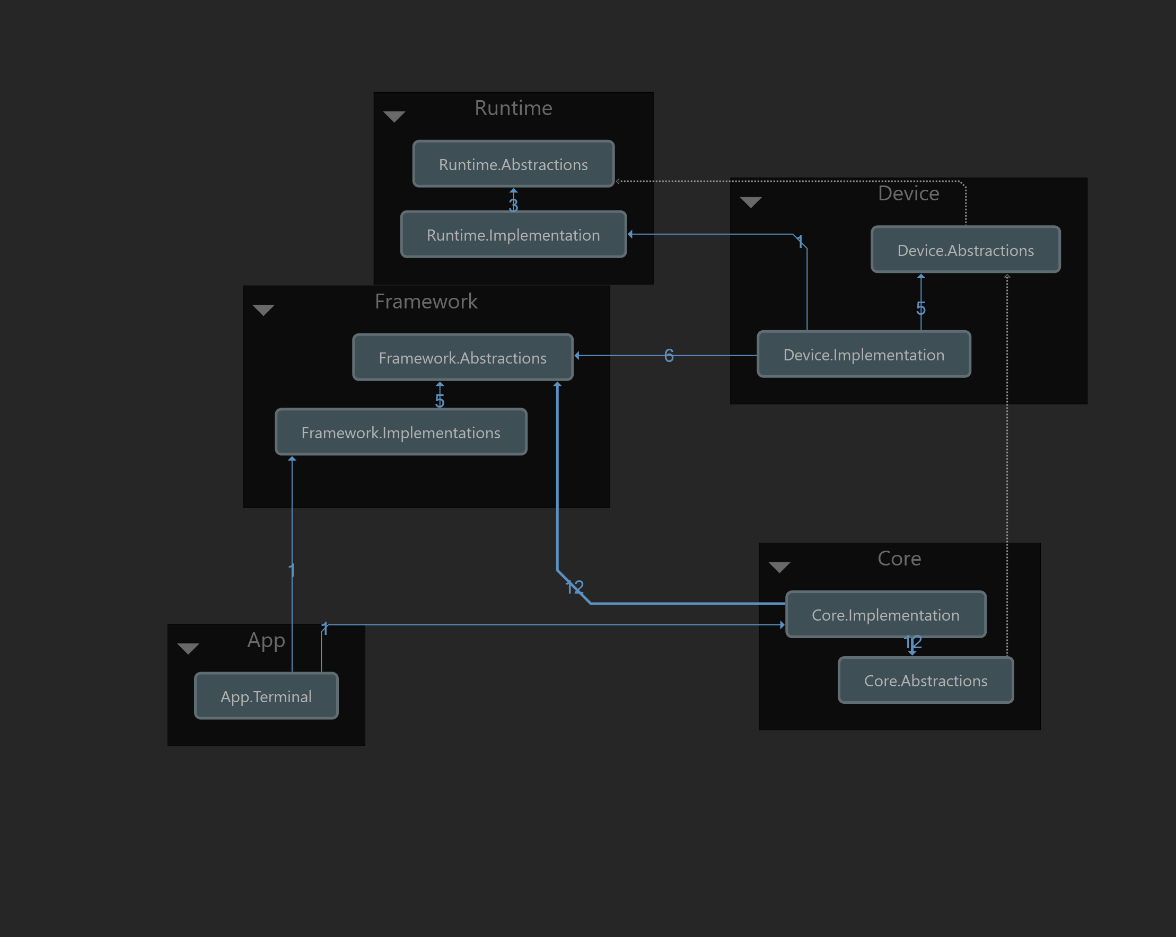 Runtime
Runtime.Abstractions
3
Runtime.Implementation
Device
Device.Abstractions
1
5
Device.Implementation
Framework
Framework.Abstractions
6
5
Framework.Implementations
1
12
Core
Core.Implementation
12
Core.Abstractions
1
App
App.Terminal